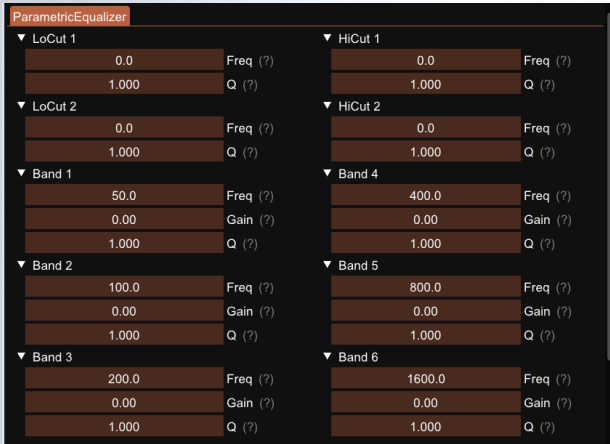 ParametricEqualizer
▼ LoCut 1
0.0 Freq (?)
1.000 Q (?)
▼ LoCut 2
0.0 Freq (?)
1.000 Q (?)
▼ Band 1
50.0 Freq (?)
0.00 Gain (?)
1.000 Q (?)
▼ Band 2
100.0 Freq (?)
0.00 Gain (?)
1.000 Q (?)
▼ Band 3
200.0 Freq (?)
0.00 Gain (?)
1.000 Q (?)
▼ HiCut 1
0.0 Freq (?)
1.000 Q (?)
▼ HiCut 2
0.0 Freq (?)
1.000 Q (?)
▼ Band 4
400.0 Freq (?)
0.00 Gain (?)
1.000 Q (?)
▼ Band 5
800.0 Freq (?)
0.00 Gain (?)
1.000 Q (?)
▼ Band 6
1600.0 Freq (?)
0.00 Gain (?)
1.000 Q (?)